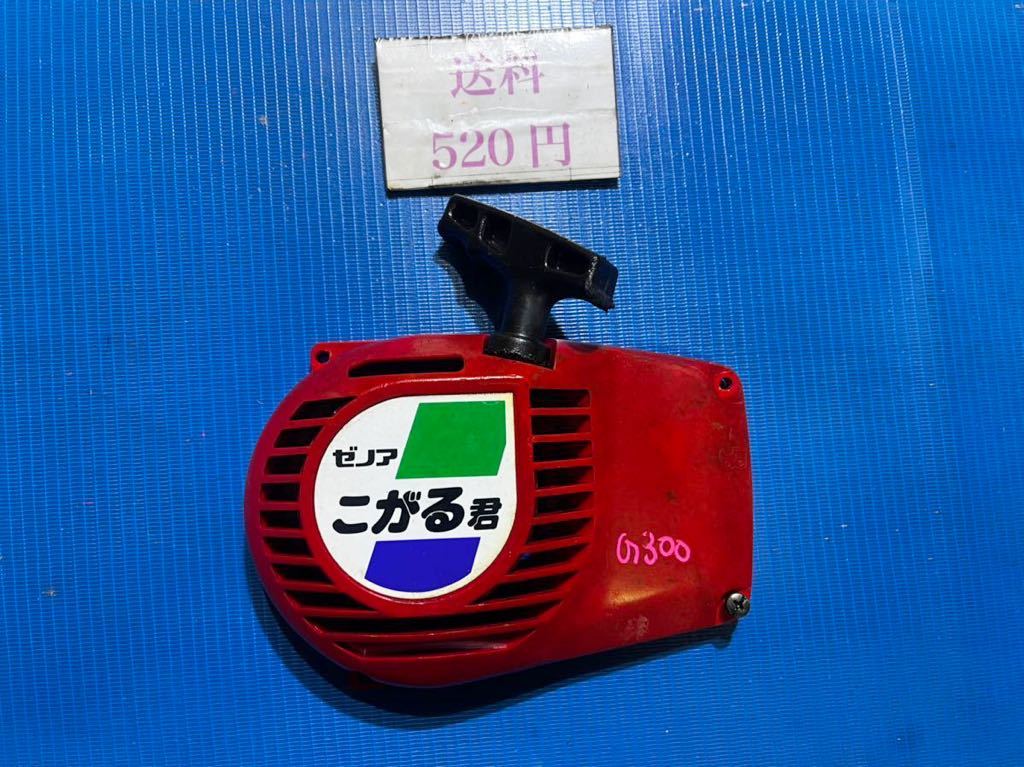 送料
520円
ゼノア
こがる君
G300